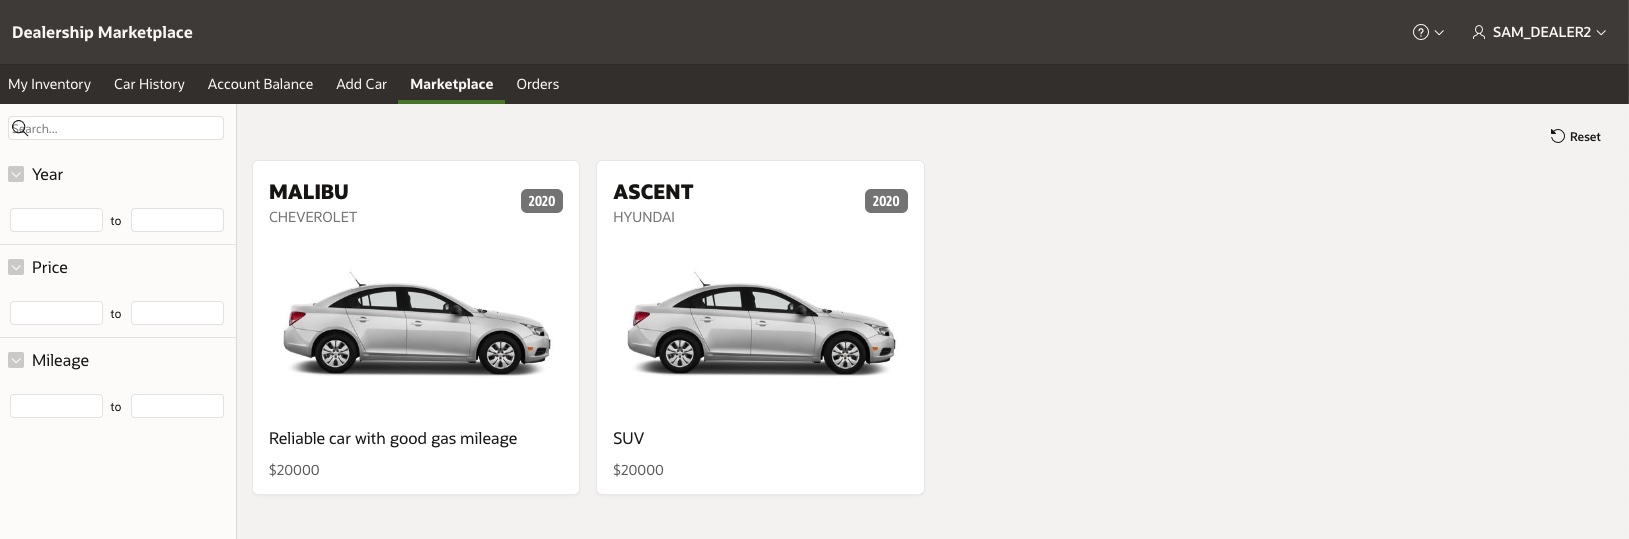 Dealership Marketplace
SAM_DEALER2
My Inventory Car History Account Balance Add Car Marketplace Orders
Search...
Reset
Year
to
Price
to
Mileage
to
MALIBU
CHEVEROLET
2020
Reliable car with good gas mileage
$20000
ASCENT
HYUNDAI
2020
SUV
$20000